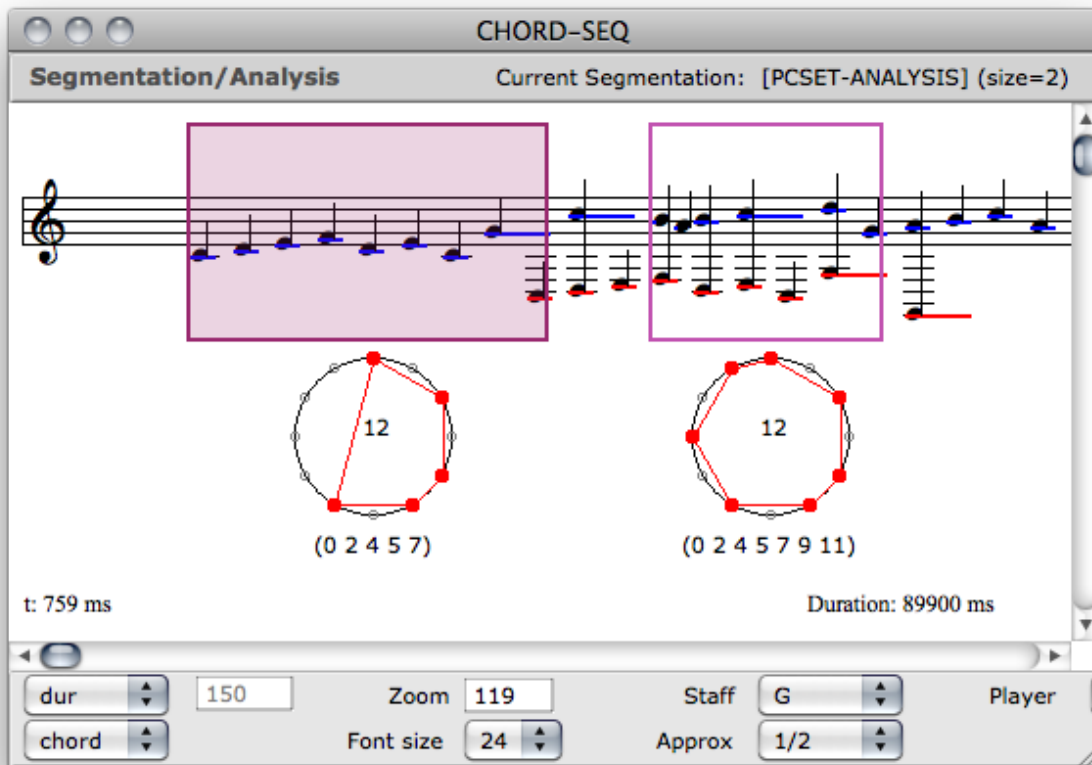 CHORD–SEQ
Segmentation/Analysis Current Segmentation: [PCSET-ANALYSIS] (size=2)
12 12
(0 2 4 5 7) (0 2 4 5 7 9 11)
t: 759 ms Duration: 89900 ms
dur 150 Zoom 119 Staff G Player
chord Font size 24 Approx 1/2